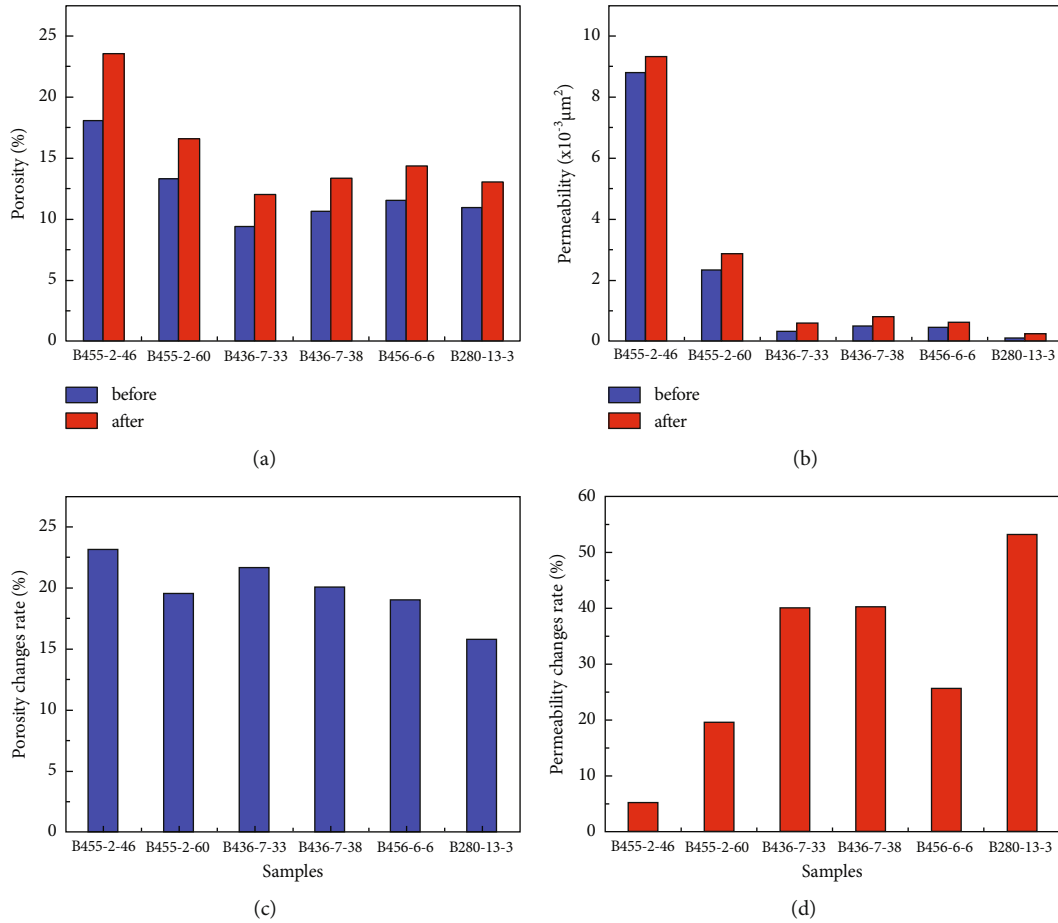 25
20
15
10
5
0
Porosity (%)
B455-2-46 B455-2-60 B436-7-33 B436-7-38 B456-6-6 B280-13-3
before
after
(a)
10
8
6
4
2
0
Permeability (x10⁻³μm²)
B455-2-46 B455-2-60 B436-7-33 B436-7-38 B456-6-6 B280-13-3
before
after
(b)
25
20
15
10
5
0
Porosity changes rate (%)
B455-2-46 B455-2-60 B436-7-33 B436-7-38 B456-6-6 B280-13-3
Samples
(c)
60
50
40
30
20
10
0
Permeability changes rate (%)
B455-2-46 B455-2-60 B436-7-33 B436-7-38 B456-6-6 B280-13-3
Samples
(d)